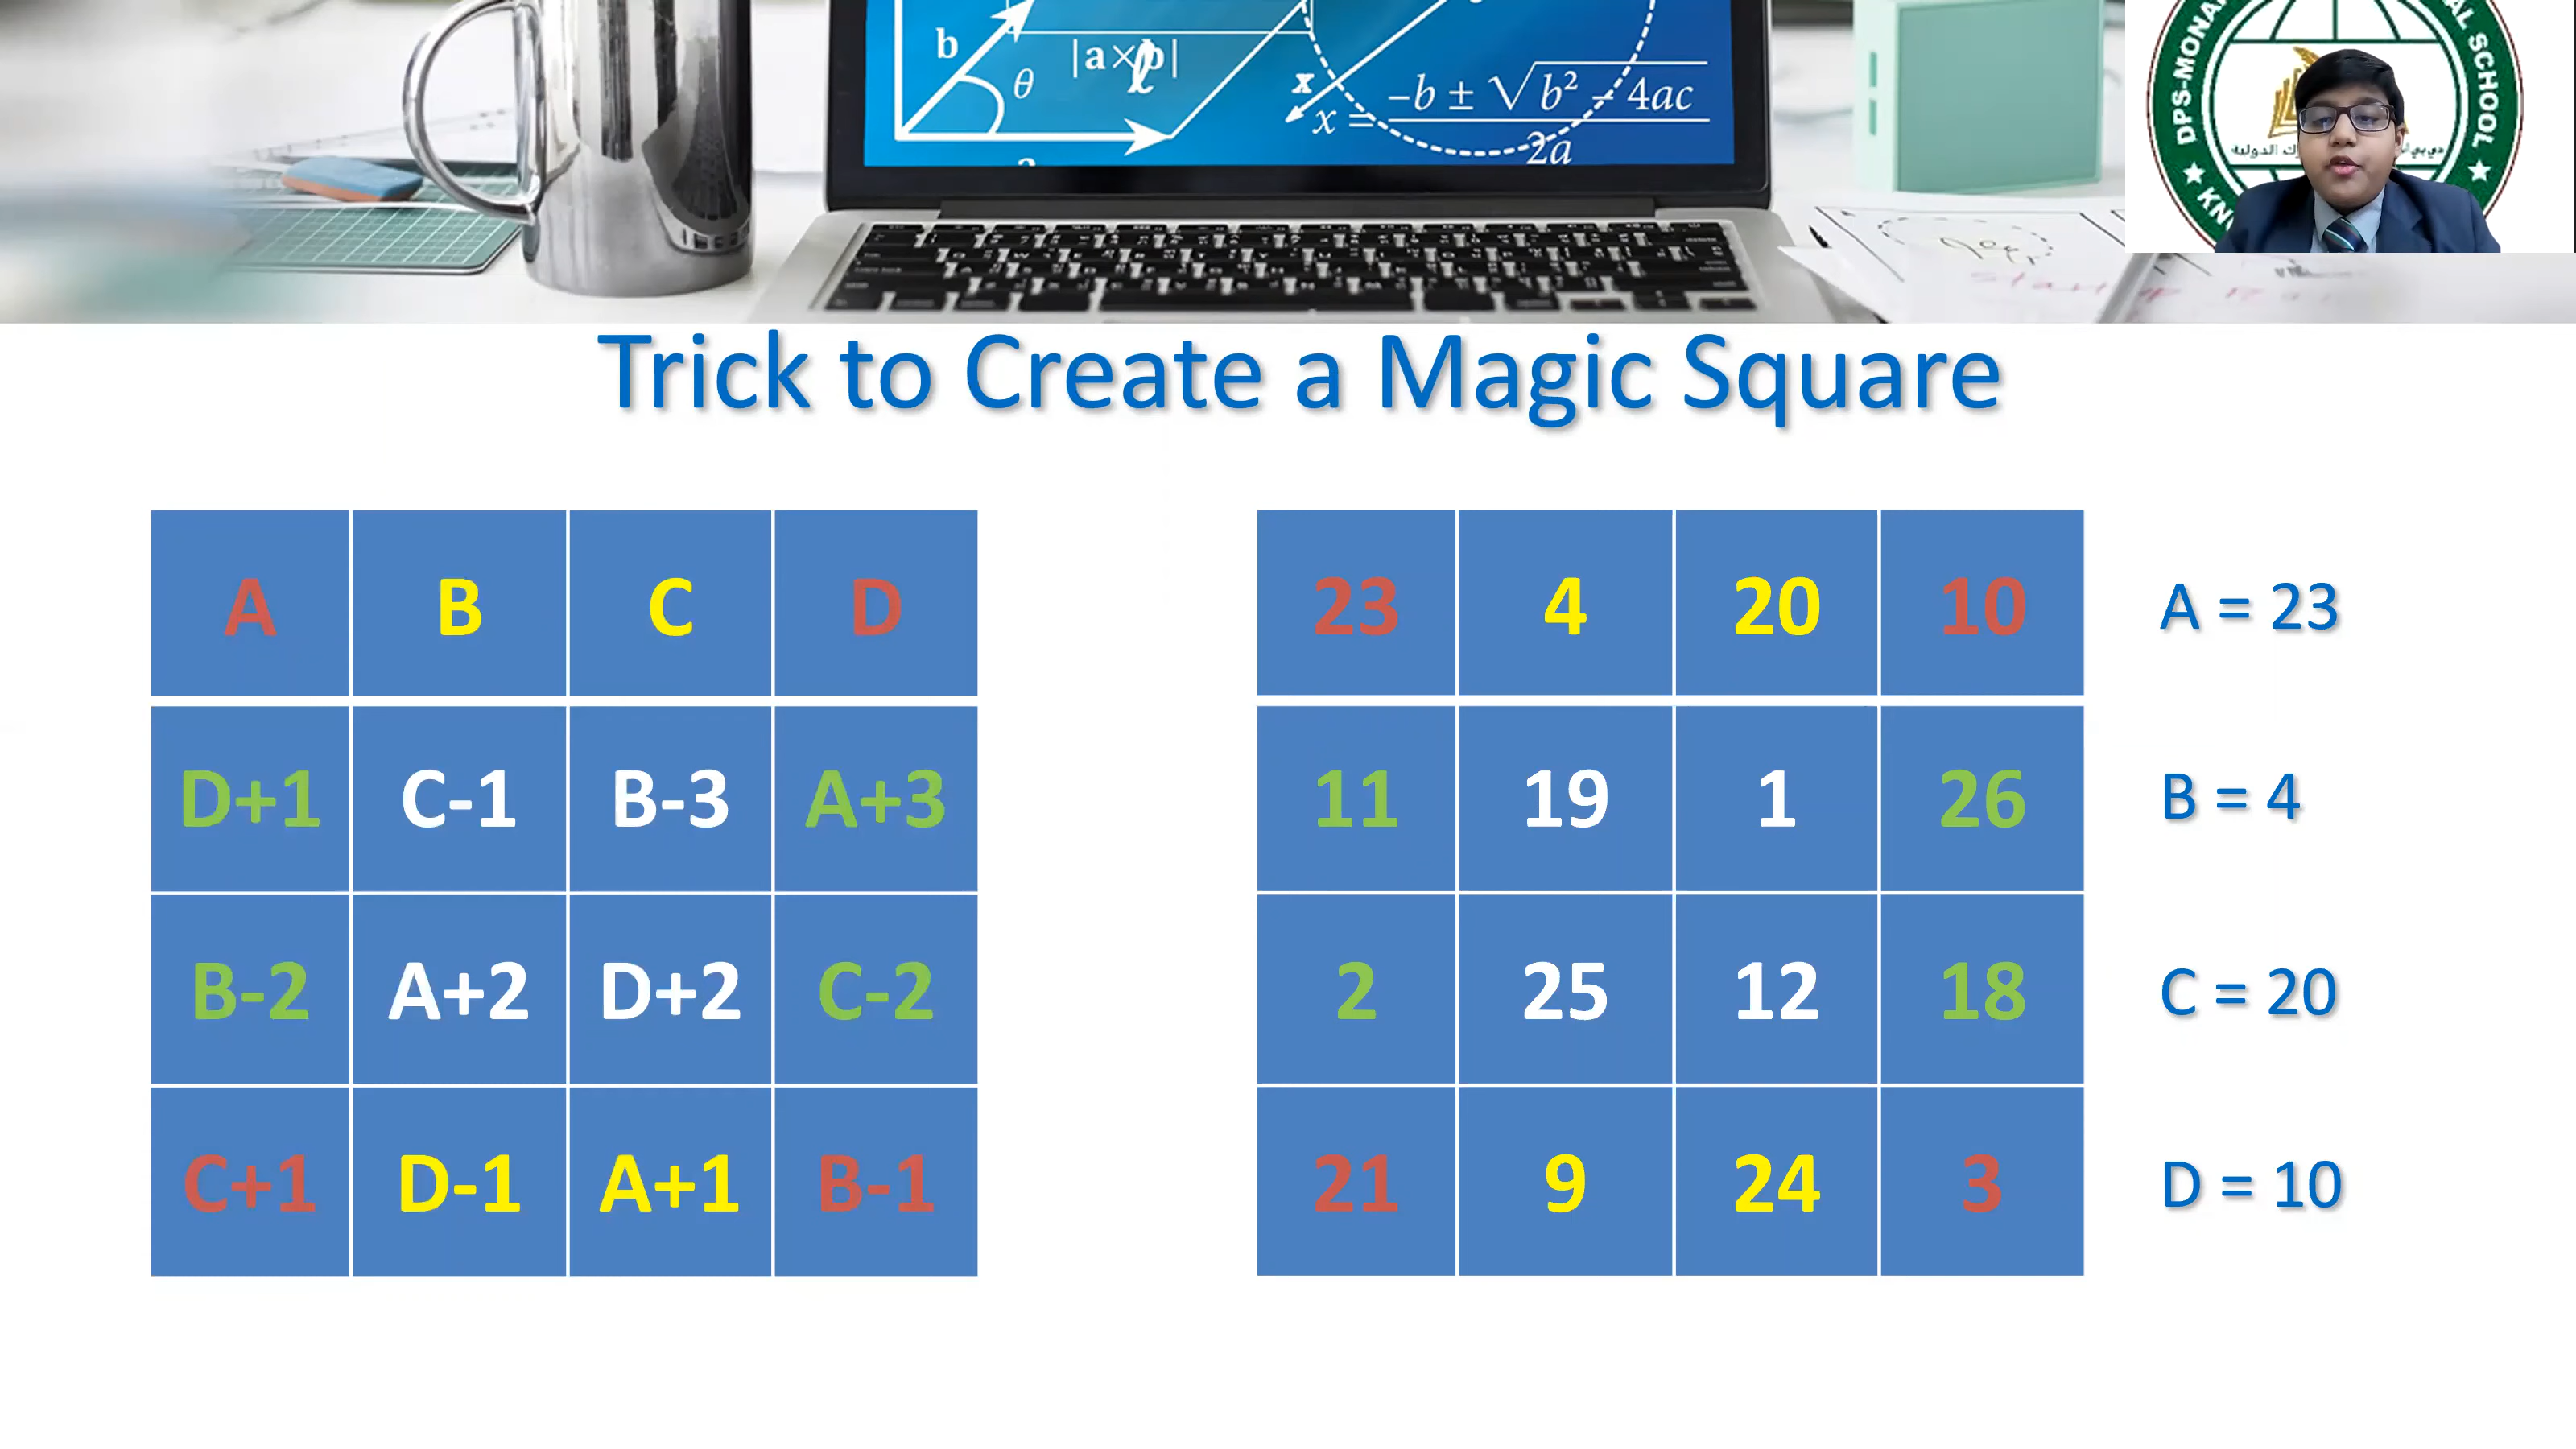 b
θ
|a×b|
x
x = −b ± √b² − 4ac
2a
DPS-MONA
AL SCHOOL
KN
Trick to Create a Magic Square
A B C D
D+1 C-1 B-3 A+3
B-2 A+2 D+2 C-2
C+1 D-1 A+1 B-1
23 4 20 10
11 19 1 26
2 25 12 18
21 9 24 3
A = 23
B = 4
C = 20
D = 10